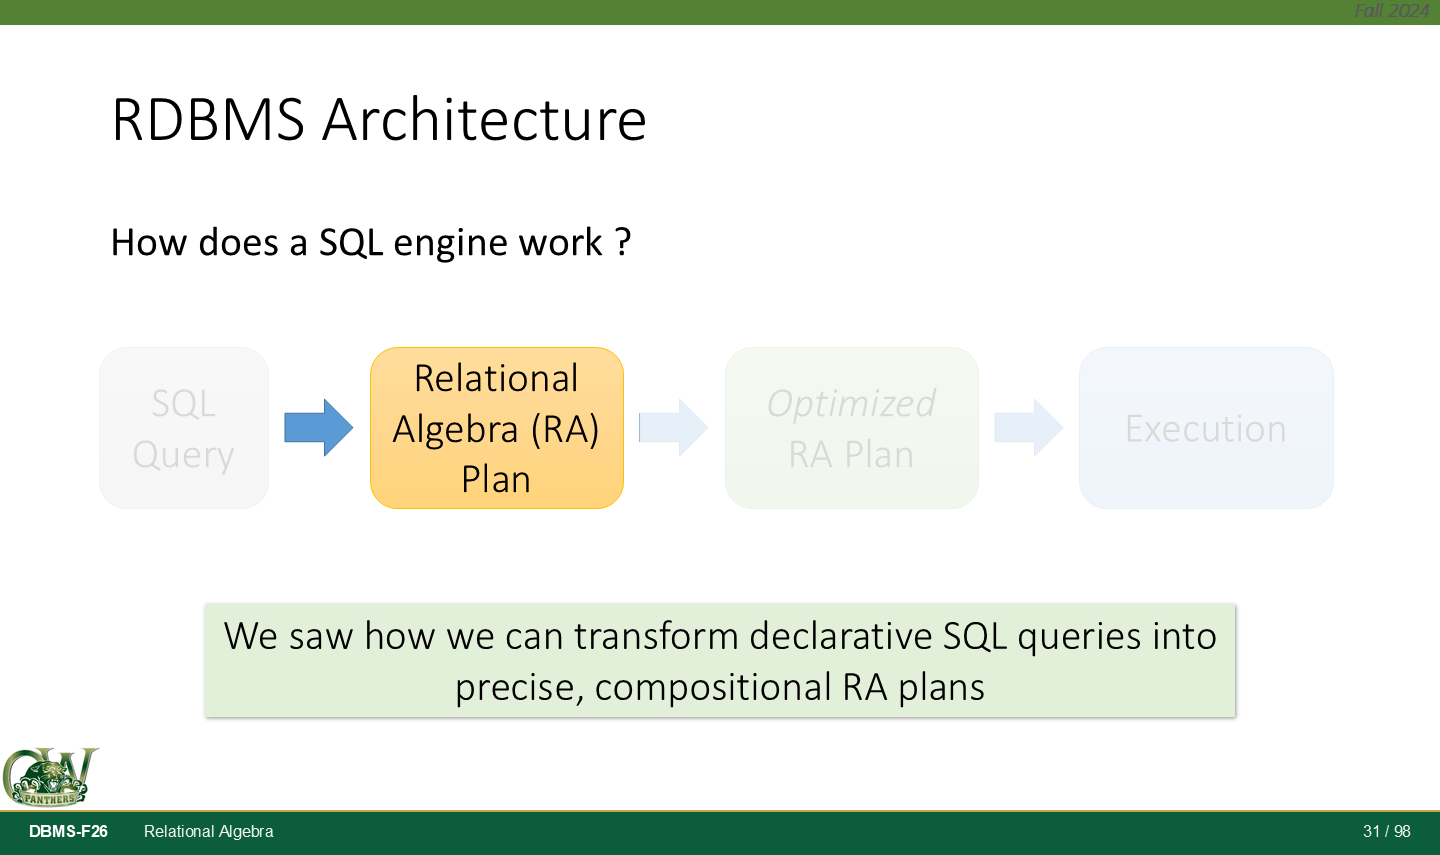 Fall 2024
RDBMS Architecture
How does a SQL engine work ?
SQL
Query
Relational
Algebra (RA)
Plan
Optimized
RA Plan
Execution
We saw how we can transform declarative SQL queries into
precise, compositional RA plans
OW
PANTHERS
DBMS-F26 Relational Algebra 31 / 98